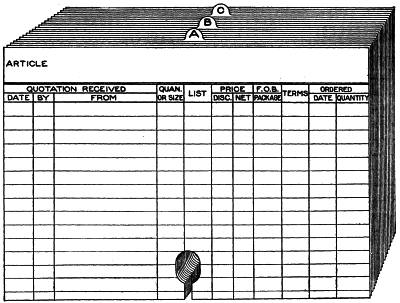 C
B
A
ARTICLE
QUOTATION RECEIVED QUAN. OR SIZE LIST PRICE F.O.B. PACKAGE TERMS ORDERED
DATE BY FROM DISC. NET DATE QUANTITY